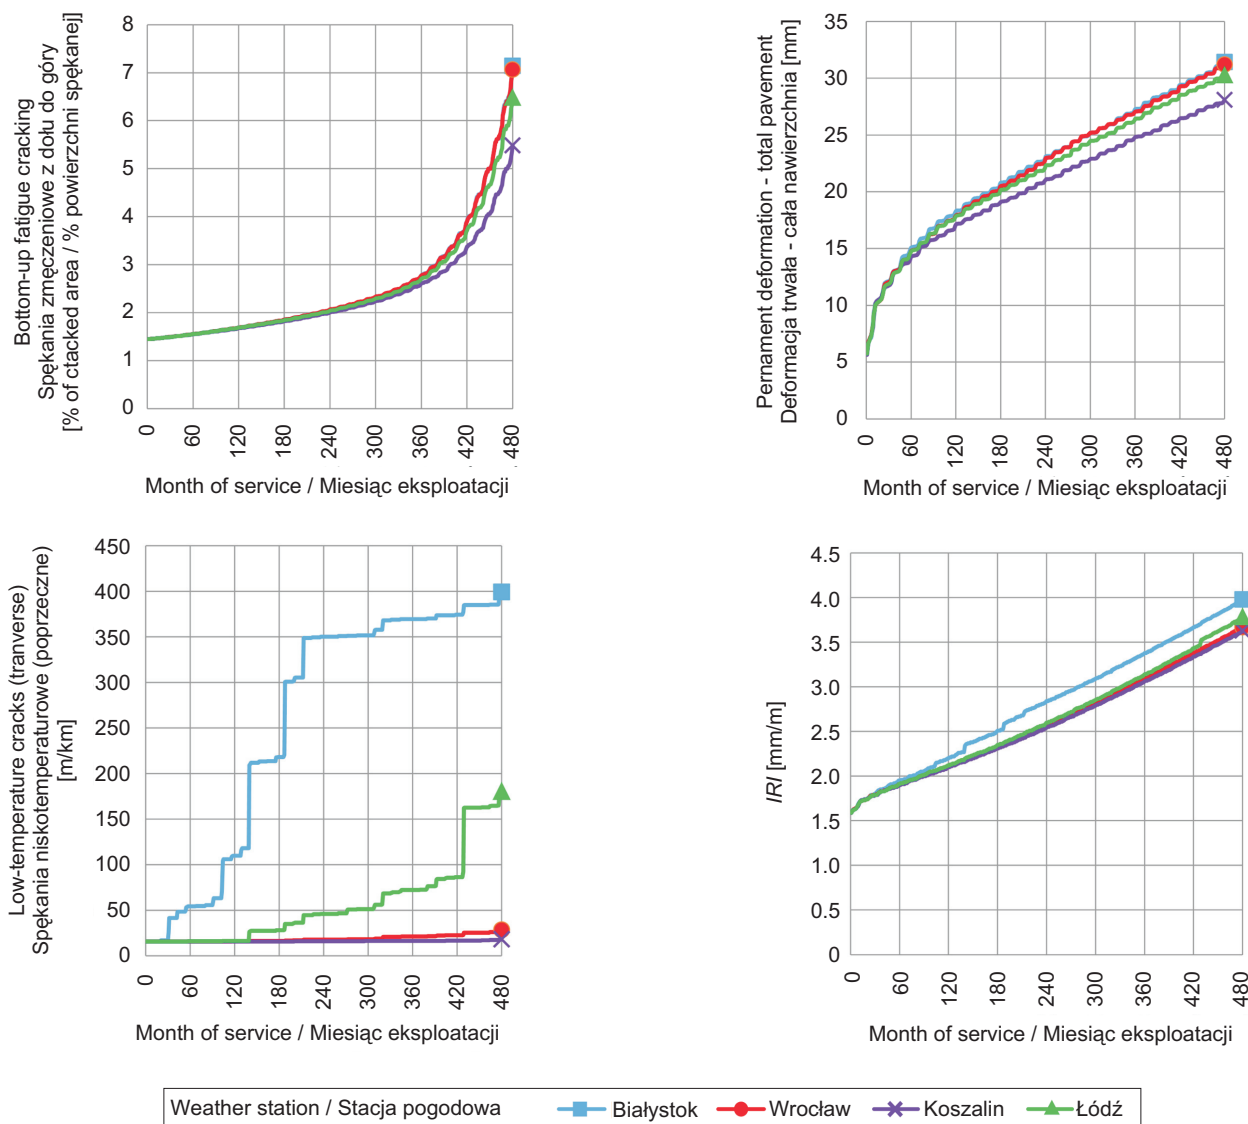 Bottom-up fatigue cracking
Spękania zmęczeniowe z dołu do góry
[% of ctacked area / % powierzchni spękanej]
8
7
6
5
4
3
2
1
0
0 60 120 180 240 300 360 420 480
Month of service / Miesiąc eksploatacji
Pernament deformation - total pavement
Deformacja trwała - cała nawierzchnia [mm]
35
30
25
20
15
10
5
0
0 60 120 180 240 300 360 420 480
Month of service / Miesiąc eksploatacji
Low-temperature cracks (tranverse)
Spękania niskotemperaturowe (poprzeczne)
[m/km]
450
400
350
300
250
200
150
100
50
0
0 60 120 180 240 300 360 420 480
Month of service / Miesiąc eksploatacji
IRI [mm/m]
4.5
4.0
3.5
3.0
2.5
2.0
1.5
1.0
0.5
0
0 60 120 180 240 300 360 420 480
Month of service / Miesiąc eksploatacji
Weather station / Stacja pogodowa Białystok Wrocław Koszalin Łódź